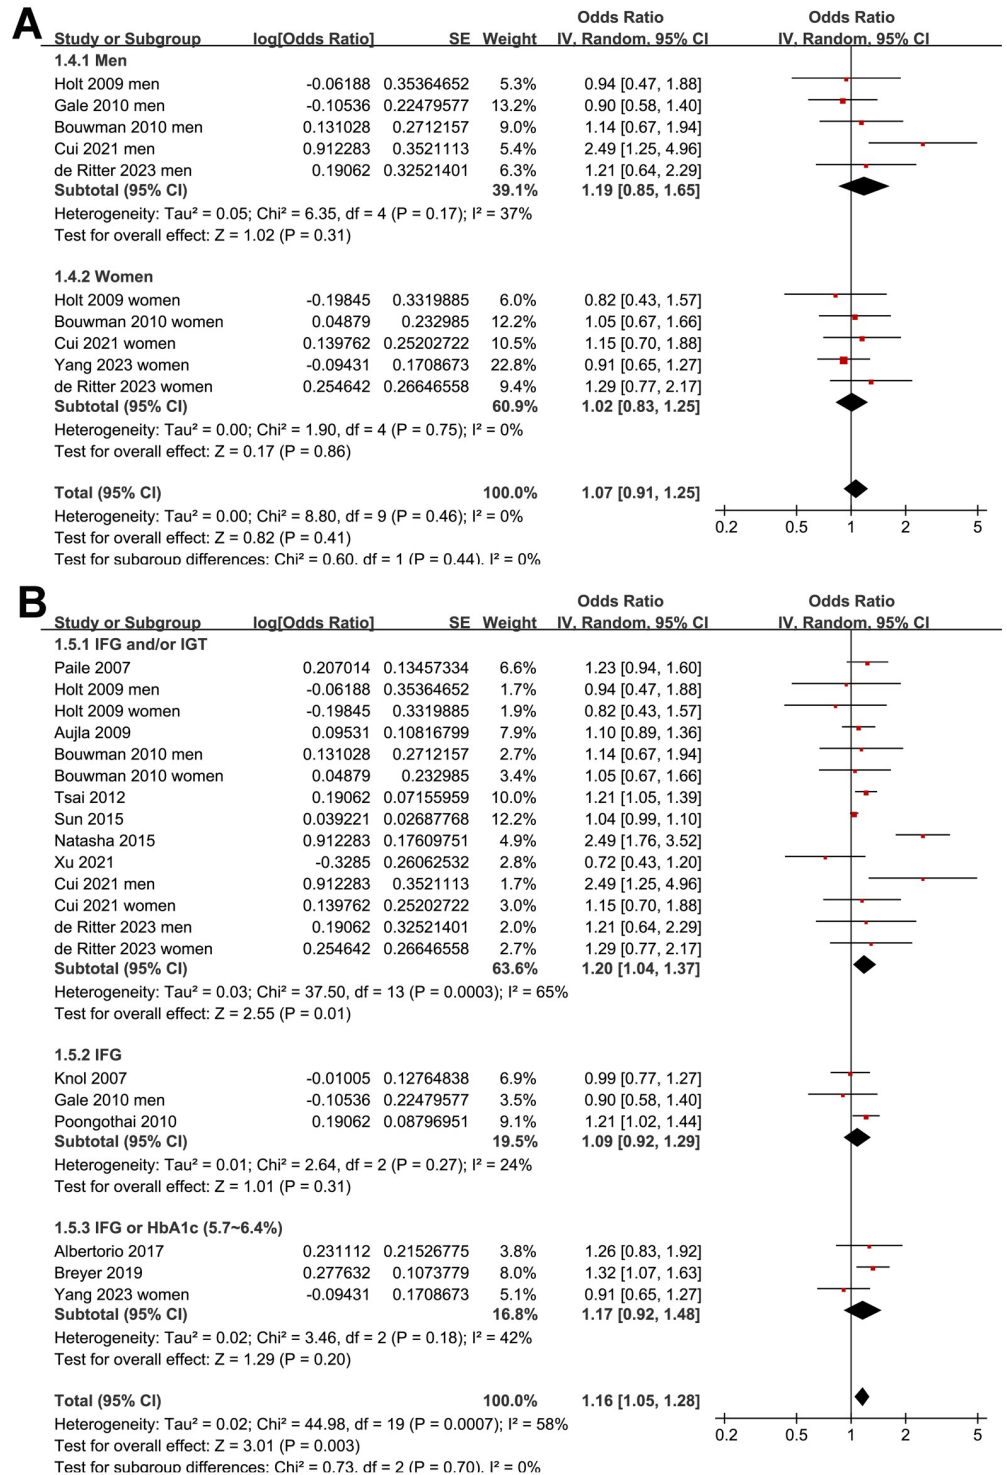 A
Odds Ratio Odds Ratio
Study or Subgroup log[Odds Ratio] SE Weight IV, Random, 95% CI IV, Random, 95% CI
1.4.1 Men
Holt 2009 men -0.06188 0.35364652 5.3% 0.94 [0.47, 1.88]
Gale 2010 men -0.10536 0.22479577 13.2% 0.90 [0.58, 1.40]
Bouwman 2010 men 0.131028 0.2712157 9.0% 1.14 [0.67, 1.94]
Cui 2021 men 0.912283 0.3521113 5.4% 2.49 [1.25, 4.96]
de Ritter 2023 men 0.19062 0.32521401 6.3% 1.21 [0.64, 2.29]
Subtotal (95% CI) 39.1% 1.19 [0.85, 1.65]
Heterogeneity: Tau² = 0.05; Chi² = 6.35, df = 4 (P = 0.17); I² = 37%
Test for overall effect: Z = 1.02 (P = 0.31)
1.4.2 Women
Holt 2009 women -0.19845 0.3319885 6.0% 0.82 [0.43, 1.57]
Bouwman 2010 women 0.04879 0.232985 12.2% 1.05 [0.67, 1.66]
Cui 2021 women 0.139762 0.25202722 10.5% 1.15 [0.70, 1.88]
Yang 2023 women -0.09431 0.1708673 22.8% 0.91 [0.65, 1.27]
de Ritter 2023 women 0.254642 0.26646558 9.4% 1.29 [0.77, 2.17]
Subtotal (95% CI) 60.9% 1.02 [0.83, 1.25]
Heterogeneity: Tau² = 0.00; Chi² = 1.90, df = 4 (P = 0.75); I² = 0%
Test for overall effect: Z = 0.17 (P = 0.86)
Total (95% CI) 100.0% 1.07 [0.91, 1.25]
Heterogeneity: Tau² = 0.00; Chi² = 8.80, df = 9 (P = 0.46); I² = 0%
Test for overall effect: Z = 0.82 (P = 0.41)
Test for subgroup differences: Chi² = 0.60, df = 1 (P = 0.44), I² = 0%
0.2 0.5 1 2 5
B
Odds Ratio Odds Ratio
Study or Subgroup log[Odds Ratio] SE Weight IV, Random, 95% CI IV, Random, 95% CI
1.5.1 IFG and/or IGT
Paile 2007 0.207014 0.13457334 6.6% 1.23 [0.94, 1.60]
Holt 2009 men -0.06188 0.35364652 1.7% 0.94 [0.47, 1.88]
Holt 2009 women -0.19845 0.3319885 1.9% 0.82 [0.43, 1.57]
Aujla 2009 0.09531 0.10816799 7.9% 1.10 [0.89, 1.36]
Bouwman 2010 men 0.131028 0.2712157 2.7% 1.14 [0.67, 1.94]
Bouwman 2010 women 0.04879 0.232985 3.4% 1.05 [0.67, 1.66]
Tsai 2012 0.19062 0.07155959 10.0% 1.21 [1.05, 1.39]
Sun 2015 0.039221 0.02687768 12.2% 1.04 [0.99, 1.10]
Natasha 2015 0.912283 0.17609751 4.9% 2.49 [1.76, 3.52]
Xu 2021 -0.3285 0.26062532 2.8% 0.72 [0.43, 1.20]
Cui 2021 men 0.912283 0.3521113 1.7% 2.49 [1.25, 4.96]
Cui 2021 women 0.139762 0.25202722 3.0% 1.15 [0.70, 1.88]
de Ritter 2023 men 0.19062 0.32521401 2.0% 1.21 [0.64, 2.29]
de Ritter 2023 women 0.254642 0.26646558 2.7% 1.29 [0.77, 2.17]
Subtotal (95% CI) 63.6% 1.20 [1.04, 1.37]
Heterogeneity: Tau² = 0.03; Chi² = 37.50, df = 13 (P = 0.0003); I² = 65%
Test for overall effect: Z = 2.55 (P = 0.01)
1.5.2 IFG
Knol 2007 -0.01005 0.12764838 6.9% 0.99 [0.77, 1.27]
Gale 2010 men -0.10536 0.22479577 3.5% 0.90 [0.58, 1.40]
Poongothai 2010 0.19062 0.08796951 9.1% 1.21 [1.02, 1.44]
Subtotal (95% CI) 19.5% 1.09 [0.92, 1.29]
Heterogeneity: Tau² = 0.01; Chi² = 2.64, df = 2 (P = 0.27); I² = 24%
Test for overall effect: Z = 1.01 (P = 0.31)
1.5.3 IFG or HbA1c (5.7~6.4%)
Albertorio 2017 0.231112 0.21526775 3.8% 1.26 [0.83, 1.92]
Breyer 2019 0.277632 0.1073779 8.0% 1.32 [1.07, 1.63]
Yang 2023 women -0.09431 0.1708673 5.1% 0.91 [0.65, 1.27]
Subtotal (95% CI) 16.8% 1.17 [0.92, 1.48]
Heterogeneity: Tau² = 0.02; Chi² = 3.46, df = 2 (P = 0.18); I² = 42%
Test for overall effect: Z = 1.29 (P = 0.20)
Total (95% CI) 100.0% 1.16 [1.05, 1.28]
Heterogeneity: Tau² = 0.02; Chi² = 44.98, df = 19 (P = 0.0007); I² = 58%
Test for overall effect: Z = 3.01 (P = 0.003)
Test for subgroup differences: Chi² = 0.73, df = 2 (P = 0.70), I² = 0%
0.2 0.5 1 2 5